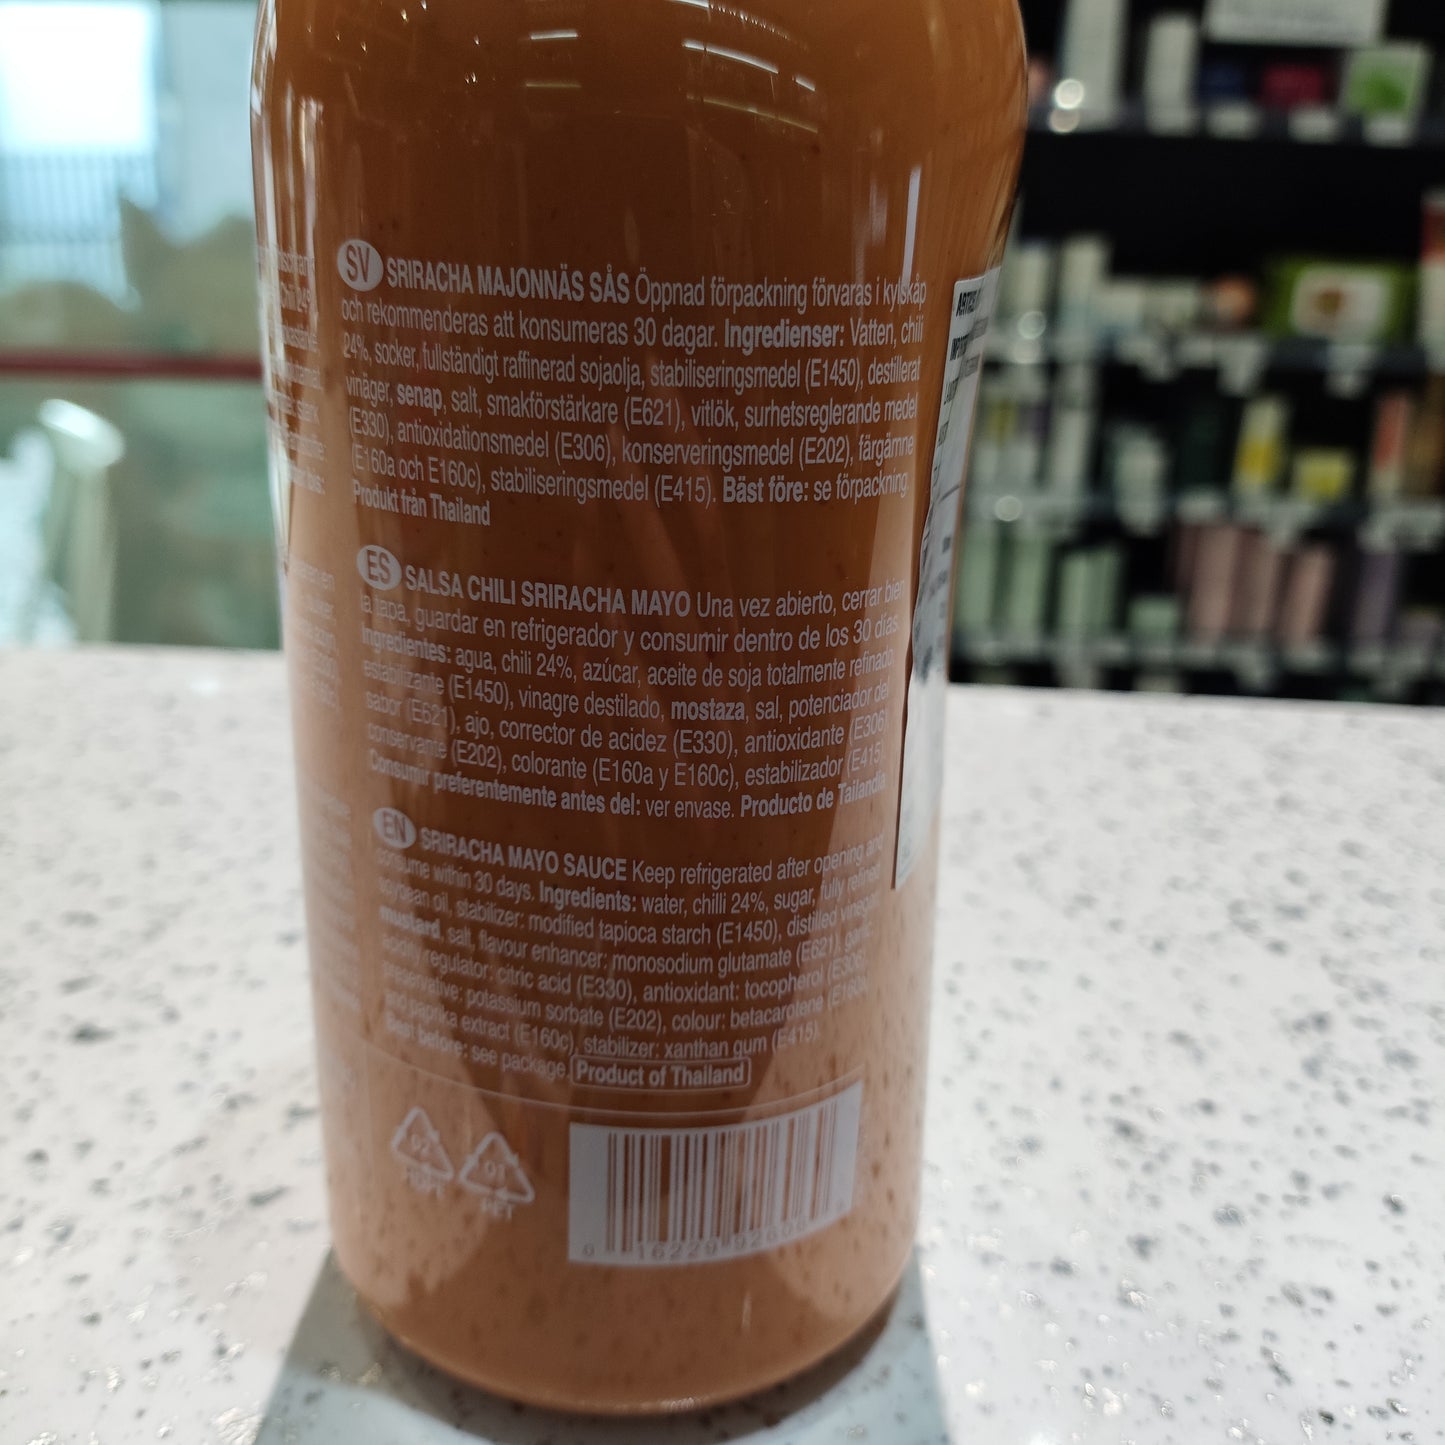 SV SRIRACHA MAJONNÄS SÅS Öppnad förpackning förvaras i kylskåp
och rekommenderas att konsumeras 30 dagar. Ingredienser: Vatten, chili
24%, socker, fullständigt raffinerad sojaolja, stabiliseringsmedel (E1450), destillerat
vinäger, senap, salt, smakförstärkare (E621), vitlök, surhetsreglerande medel
(E330), antioxidationsmedel (E306), konserveringsmedel (E202), färgämne
(E160a och E160c), stabiliseringsmedel (E415). Bäst före: se förpackning.
Produkt från Thailand
ES SALSA CHILI SRIRACHA MAYO Una vez abierto, cerrar bien
la tapa, guardar en refrigerador y consumir dentro de los 30 días.
Ingredientes: agua, chili 24%, azúcar, aceite de soja totalmente refinado,
estabilizante (E1450), vinagre destilado, mostaza, sal, potenciador del
sabor (E621), ajo, corrector de acidez (E330), antioxidante (E306),
conservante (E202), colorante (E160a y E160c), estabilizador (E415).
Consumir preferentemente antes del: ver envase. Producto de Tailandia
EN SRIRACHA MAYO SAUCE Keep refrigerated after opening and
consume within 30 days. Ingredients: water, chilli 24%, sugar, fully refined
soybean oil, stabilizer: modified tapioca starch (E1450), distilled vinegar,
mustard, salt, flavour enhancer: monosodium glutamate (E621), garlic,
acidity regulator: citric acid (E330), antioxidant: tocopherol (E306),
preservative: potassium sorbate (E202), colour: betacarotene (E160a)
and paprika extract (E160c), stabilizer: xanthan gum (E415).
Best before: see package. Product of Thailand
02 01
HDPE PET